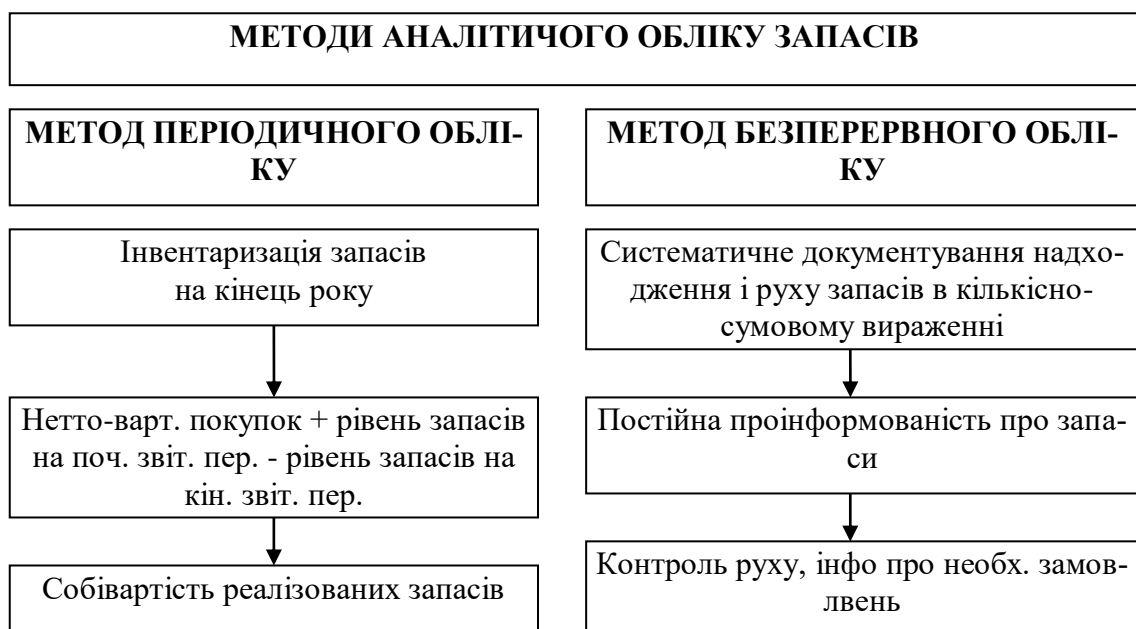 МЕТОДИ АНАЛІТИЧОГО ОБЛІКУ ЗАПАСІВ
МЕТОД ПЕРІОДИЧНОГО ОБЛІ-
КУ
Інвентаризація запасів
на кінець року
Нетто-варт. покупок + рівень запасів
на поч. звіт. пер. - рівень запасів на
кін. звіт. пер.
Собівартість реалізованих запасів
МЕТОД БЕЗПЕРЕРВНОГО ОБЛІ-
КУ
Систематичне документування надхо-
дження і руху запасів в кількісно-
сумовому вираженні
Постійна проінформованість про запа-
си
Контроль руху, інфо про необх. замов-
лвень